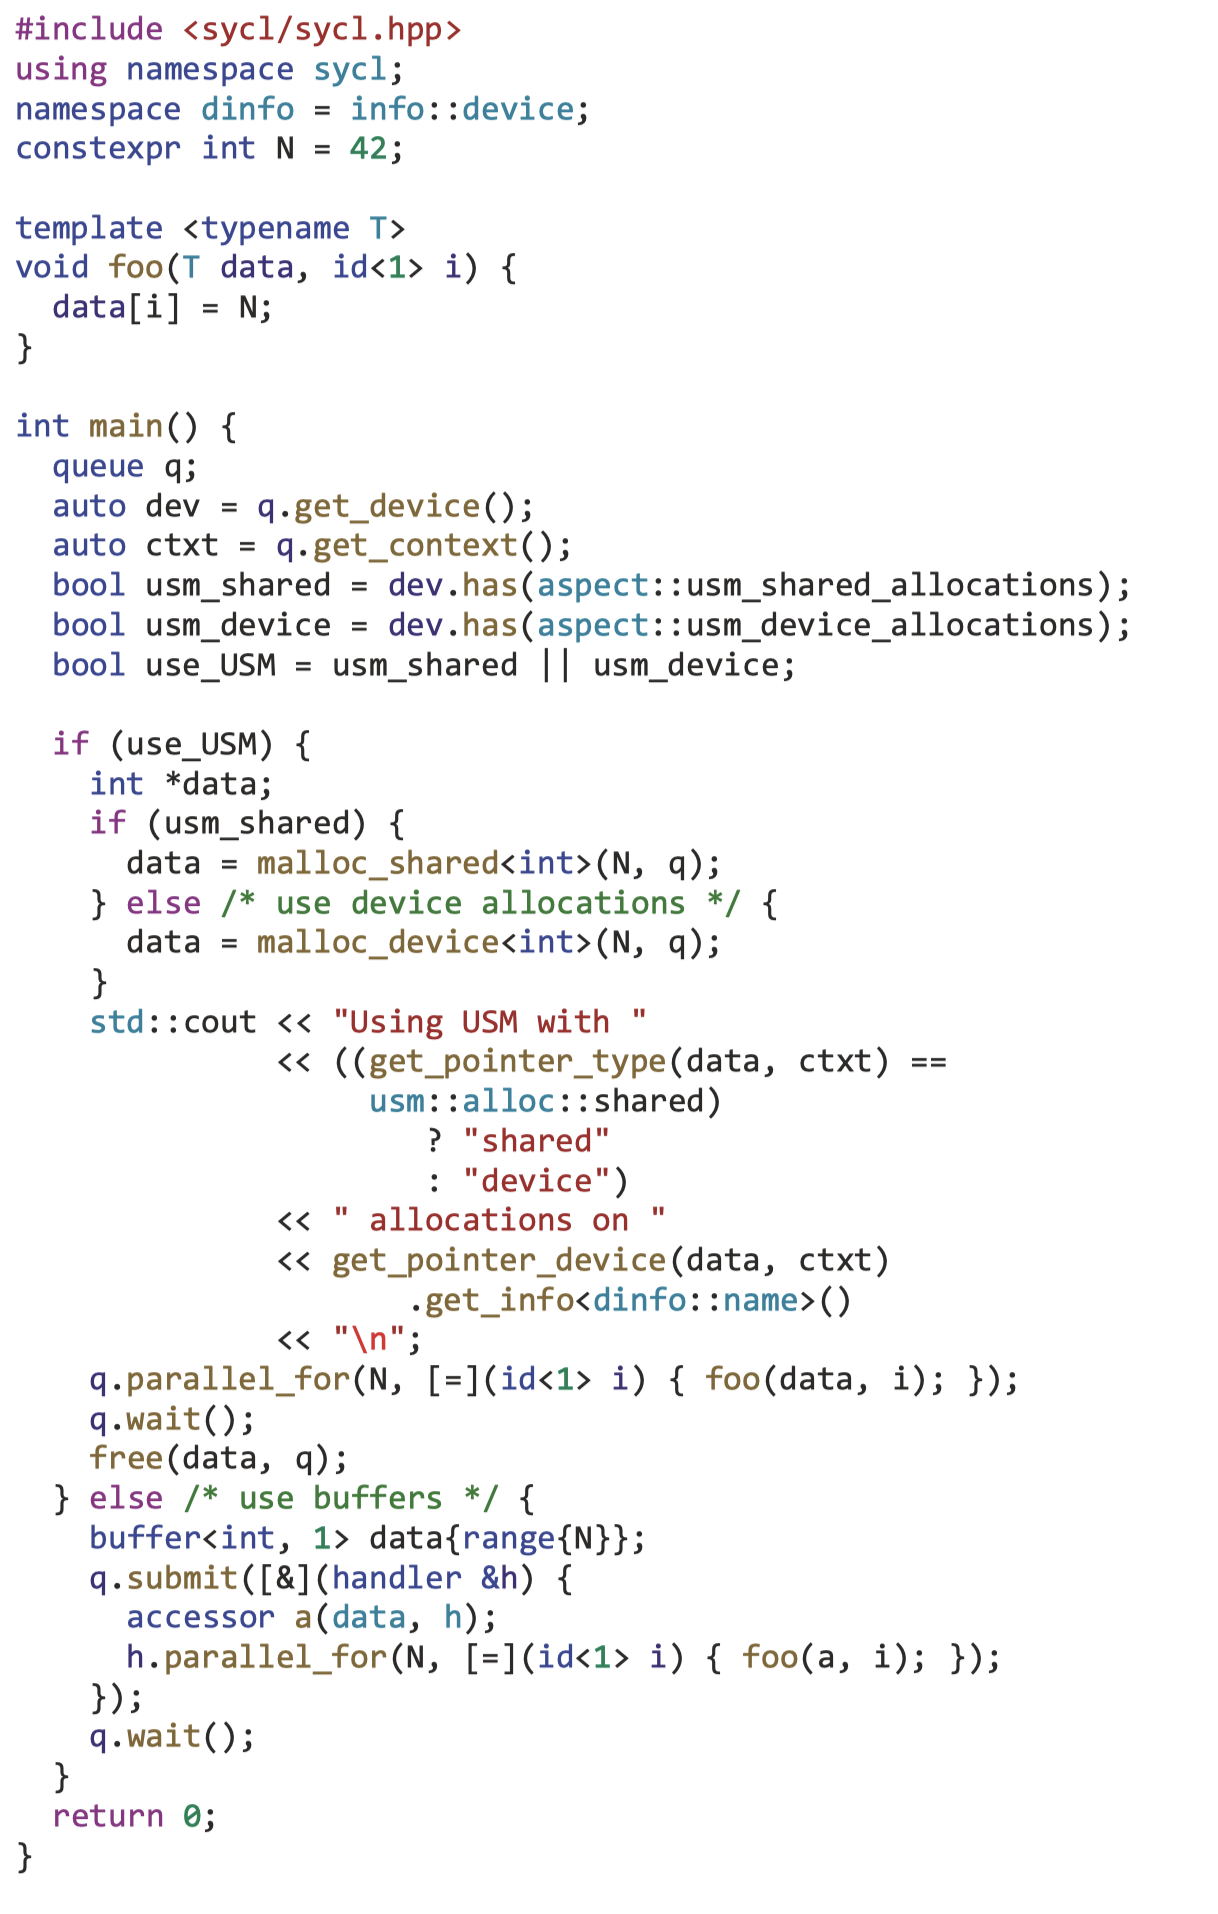 #include <sycl/sycl.hpp>
using namespace sycl;
namespace dinfo = info::device;
constexpr int N = 42;

template <typename T>
void foo(T data, id<1> i) {
  data[i] = N;
}

int main() {
  queue q;
  auto dev = q.get_device();
  auto ctxt = q.get_context();
  bool usm_shared = dev.has(aspect::usm_shared_allocations);
  bool usm_device = dev.has(aspect::usm_device_allocations);
  bool use_USM = usm_shared || usm_device;

  if (use_USM) {
    int *data;
    if (usm_shared) {
      data = malloc_shared<int>(N, q);
    } else /* use device allocations */ {
      data = malloc_device<int>(N, q);
    }
    std::cout << "Using USM with "
              << ((get_pointer_type(data, ctxt) ==
                   usm::alloc::shared)
                      ? "shared"
                      : "device")
              << " allocations on "
              << get_pointer_device(data, ctxt)
                     .get_info<dinfo::name>()
              << "\n";
    q.parallel_for(N, [=](id<1> i) { foo(data, i); });
    q.wait();
    free(data, q);
  } else /* use buffers */ {
    buffer<int, 1> data{range{N}};
    q.submit([&](handler &h) {
      accessor a(data, h);
      h.parallel_for(N, [=](id<1> i) { foo(a, i); });
    });
    q.wait();
  }
  return 0;
}